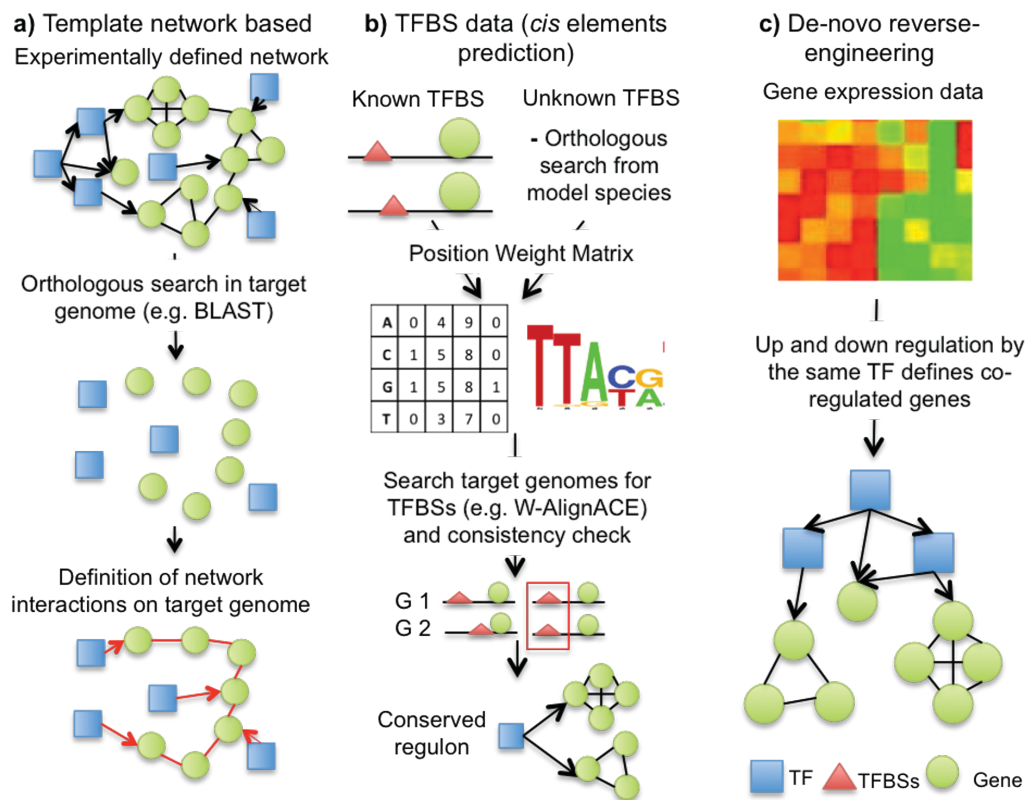 a) Template network based
Experimentally defined network
Orthologous search in target
genome (e.g. BLAST)
Definition of network
interactions on target genome
b) TFBS data (cis elements
prediction)
Known TFBS
Unknown TFBS
- Orthologous
search from
model species
Position Weight Matrix
A 0 4 9 0
C 1 5 8 0
G 1 5 8 1
T 0 3 7 0
TTACG
TA
Search target genomes for
TFBSs (e.g. W-AlignACE)
and consistency check
G 1
G 2
Conserved
regulon
c) De-novo reverse-
engineering
Gene expression data
Up and down regulation by
the same TF defines co-
regulated genes
TF
TFBSs
Gene